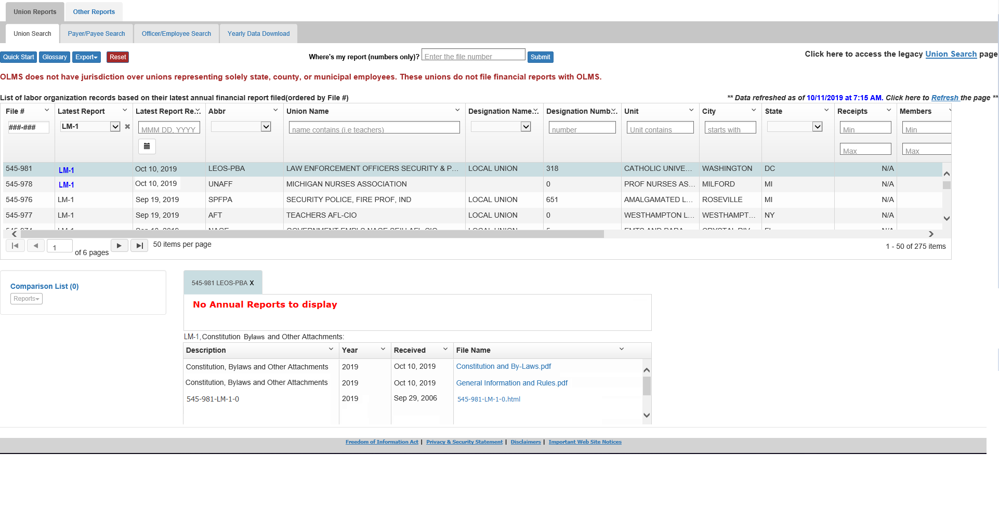 Union Reports Other Reports
Union Search Payer/Payee Search Officer/Employee Search Yearly Data Download
Quick Start Glossary Export Reset Where's my report (numbers only)? Enter the file number Submit Click here to access the legacy Union Search page
OLMS does not have jurisdiction over unions representing solely state, county, or municipal employees. These unions do not file financial reports with OLMS.
List of labor organization records based on their latest annual financial report filed(ordered by File #) ** Data refreshed as of 10/11/2019 at 7:15 AM. Click here to Refresh the page **
File # Latest Report Latest Report Re... Abbr Union Name Designation Name... Designation Numb... Unit City State Receipts Members
###-### LM-1 MMM DD, YYYY name contains (i.e teachers) number Unit contains starts with Min Min
Max Max
545-981 LM-1 Oct 10, 2019 LEOS-PBA LAW ENFORCEMENT OFFICERS SECURITY & P... LOCAL UNION 318 CATHOLIC UNIVE... WASHINGTON DC N/A
545-978 LM-1 Oct 10, 2019 UNAFF MICHIGAN NURSES ASSOCIATION 0 PROF NURSES AS... MILFORD MI N/A
545-976 LM-1 Sep 19, 2019 SPFPA SECURITY POLICE, FIRE PROF, IND LOCAL UNION 651 AMALGAMATED L... ROSEVILLE MI N/A
545-977 LM-1 Sep 19, 2019 AFT TEACHERS AFL-CIO LOCAL UNION 0 WESTHAMPTON L... WESTHAMPT... NY N/A
1 of 6 pages 50 items per page 1 - 50 of 275 items
Comparison List (0)
Reports
545-981 LEOS-PBA X
No Annual Reports to display
LM-1, Constitution Bylaws and Other Attachments:
Description Year Received File Name
Constitution, Bylaws and Other Attachments 2019 Oct 10, 2019 Constitution and By-Laws.pdf
Constitution, Bylaws and Other Attachments 2019 Oct 10, 2019 General Information and Rules.pdf
545-981-LM-1-0 2019 Sep 29, 2006 545-981-LM-1-0.html
Freedom of Information Act | Privacy & Security Statement | Disclaimers | Important Web Site Notices